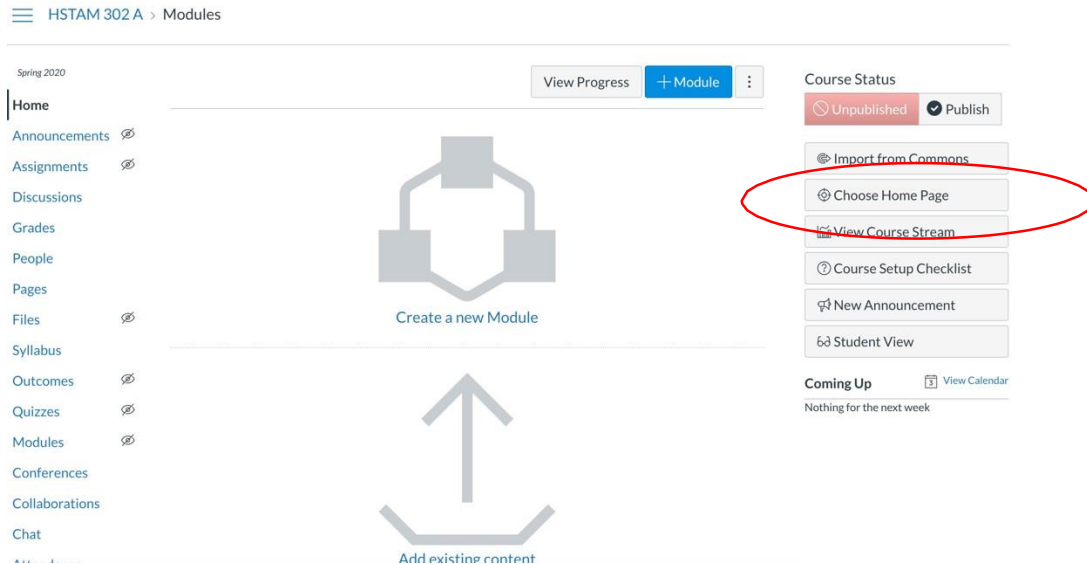 HSTAM 302 A > Modules
Spring 2020
Home
Announcements
Assignments
Discussions
Grades
People
Pages
Files
Syllabus
Outcomes
Quizzes
Modules
Conferences
Collaborations
Chat
View Progress
+ Module
Create a new Module
Add existing content
Course Status
Unpublished
Publish
Import from Commons
Choose Home Page
View Course Stream
Course Setup Checklist
New Announcement
Student View
Coming Up
3 View Calendar
Nothing for the next week